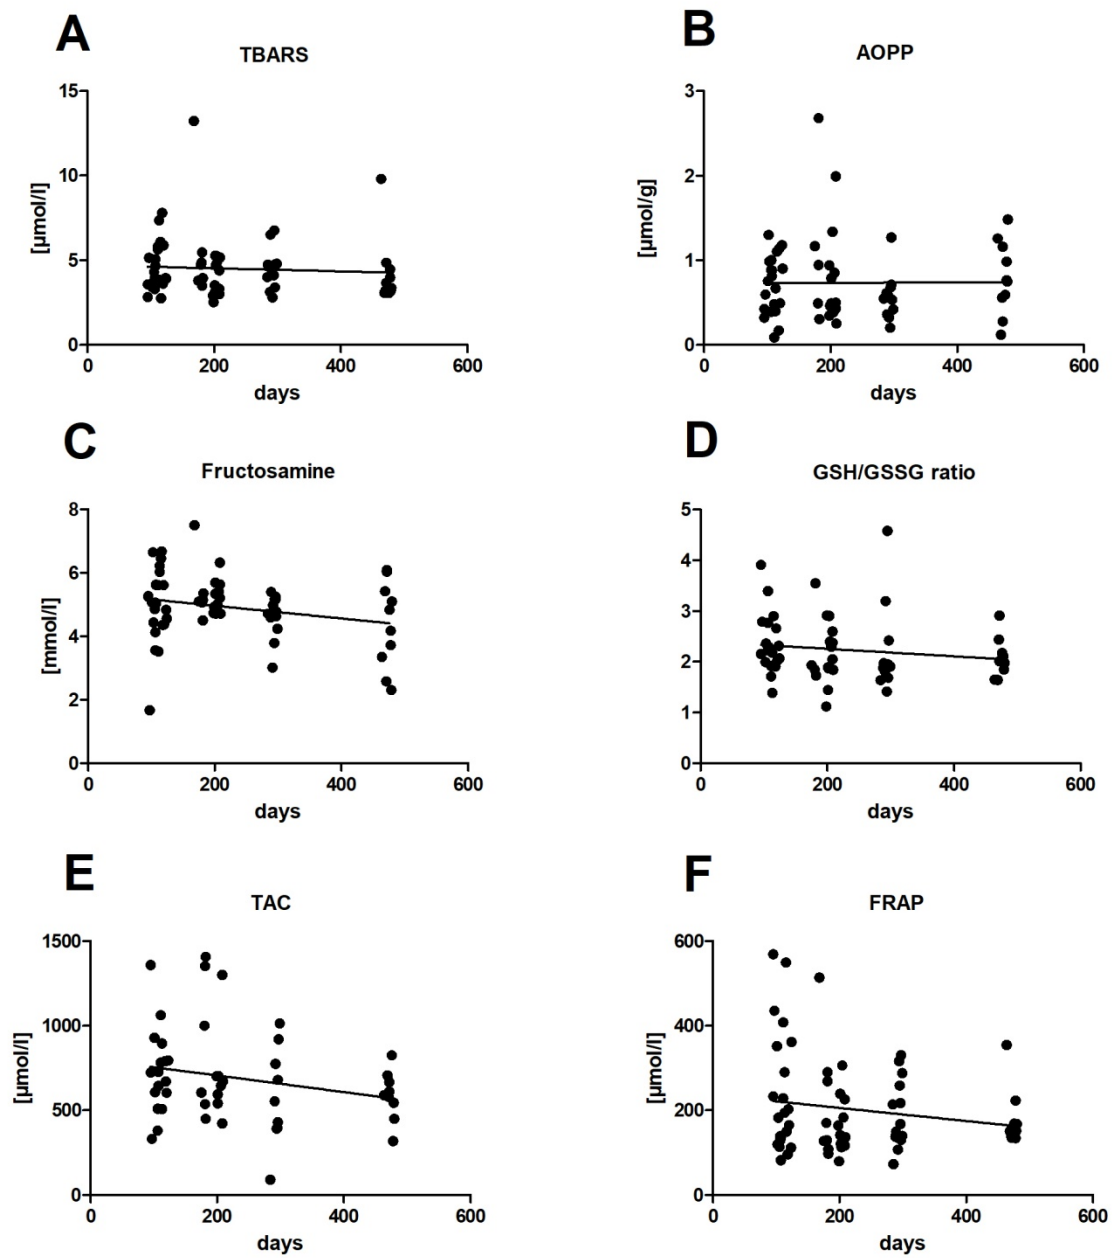 A
TBARS
15
10
5
0
[µmol/l]
0 200 400 600
days
B
AOPP
3
2
1
0
[µmol/g]
0 200 400 600
days
C
Fructosamine
8
6
4
2
0
[mmol/l]
0 200 400 600
days
D
GSH/GSSG ratio
5
4
3
2
1
0
0 200 400 600
days
E
TAC
1500
1000
500
0
[µmol/l]
0 200 400 600
days
F
FRAP
600
400
200
0
[µmol/l]
0 200 400 600
days